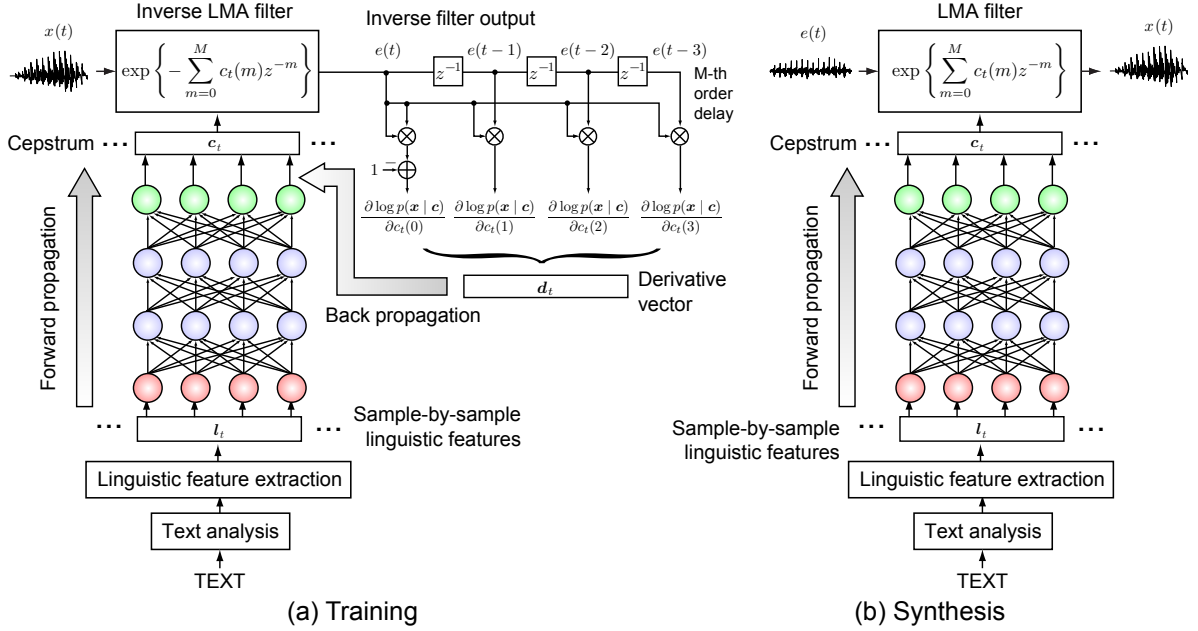 Inverse LMA filter
x(t)
exp{−∑_{m=0}^{M} c_t(m)z^{−m}}
Inverse filter output
e(t)
e(t − 1)
e(t − 2)
e(t − 3)
z^{−1}
z^{−1}
z^{−1}
M-th
order
delay
1
−
∂ log p(x | c)
∂c_t(0)
∂ log p(x | c)
∂c_t(1)
∂ log p(x | c)
∂c_t(2)
∂ log p(x | c)
∂c_t(3)
d_t
Derivative
vector
Back propagation
Cepstrum
...
c_t
...
Forward propagation
...
l_t
...
Sample-by-sample
linguistic features
Linguistic feature extraction
Text analysis
TEXT
(a) Training
LMA filter
e(t)
exp{∑_{m=0}^{M} c_t(m)z^{−m}}
x(t)
Cepstrum
...
c_t
...
Forward propagation
Sample-by-sample
linguistic features
...
l_t
...
Linguistic feature extraction
Text analysis
TEXT
(b) Synthesis